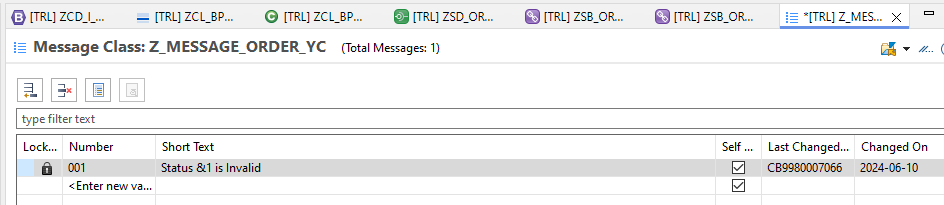 [TRL] ZCD_I_... [TRL] ZCL_BP... [TRL] ZCL_BP... [TRL] ZSD_OR... [TRL] ZSB_OR... [TRL] ZSB_OR... *[TRL] Z_MES...
Message Class: Z_MESSAGE_ORDER_YC (Total Messages: 1)
type filter text
Lock... Number Short Text Self ... Last Changed... Changed On
001 Status &1 is Invalid CB9980007066 2024-06-10
<Enter new va...